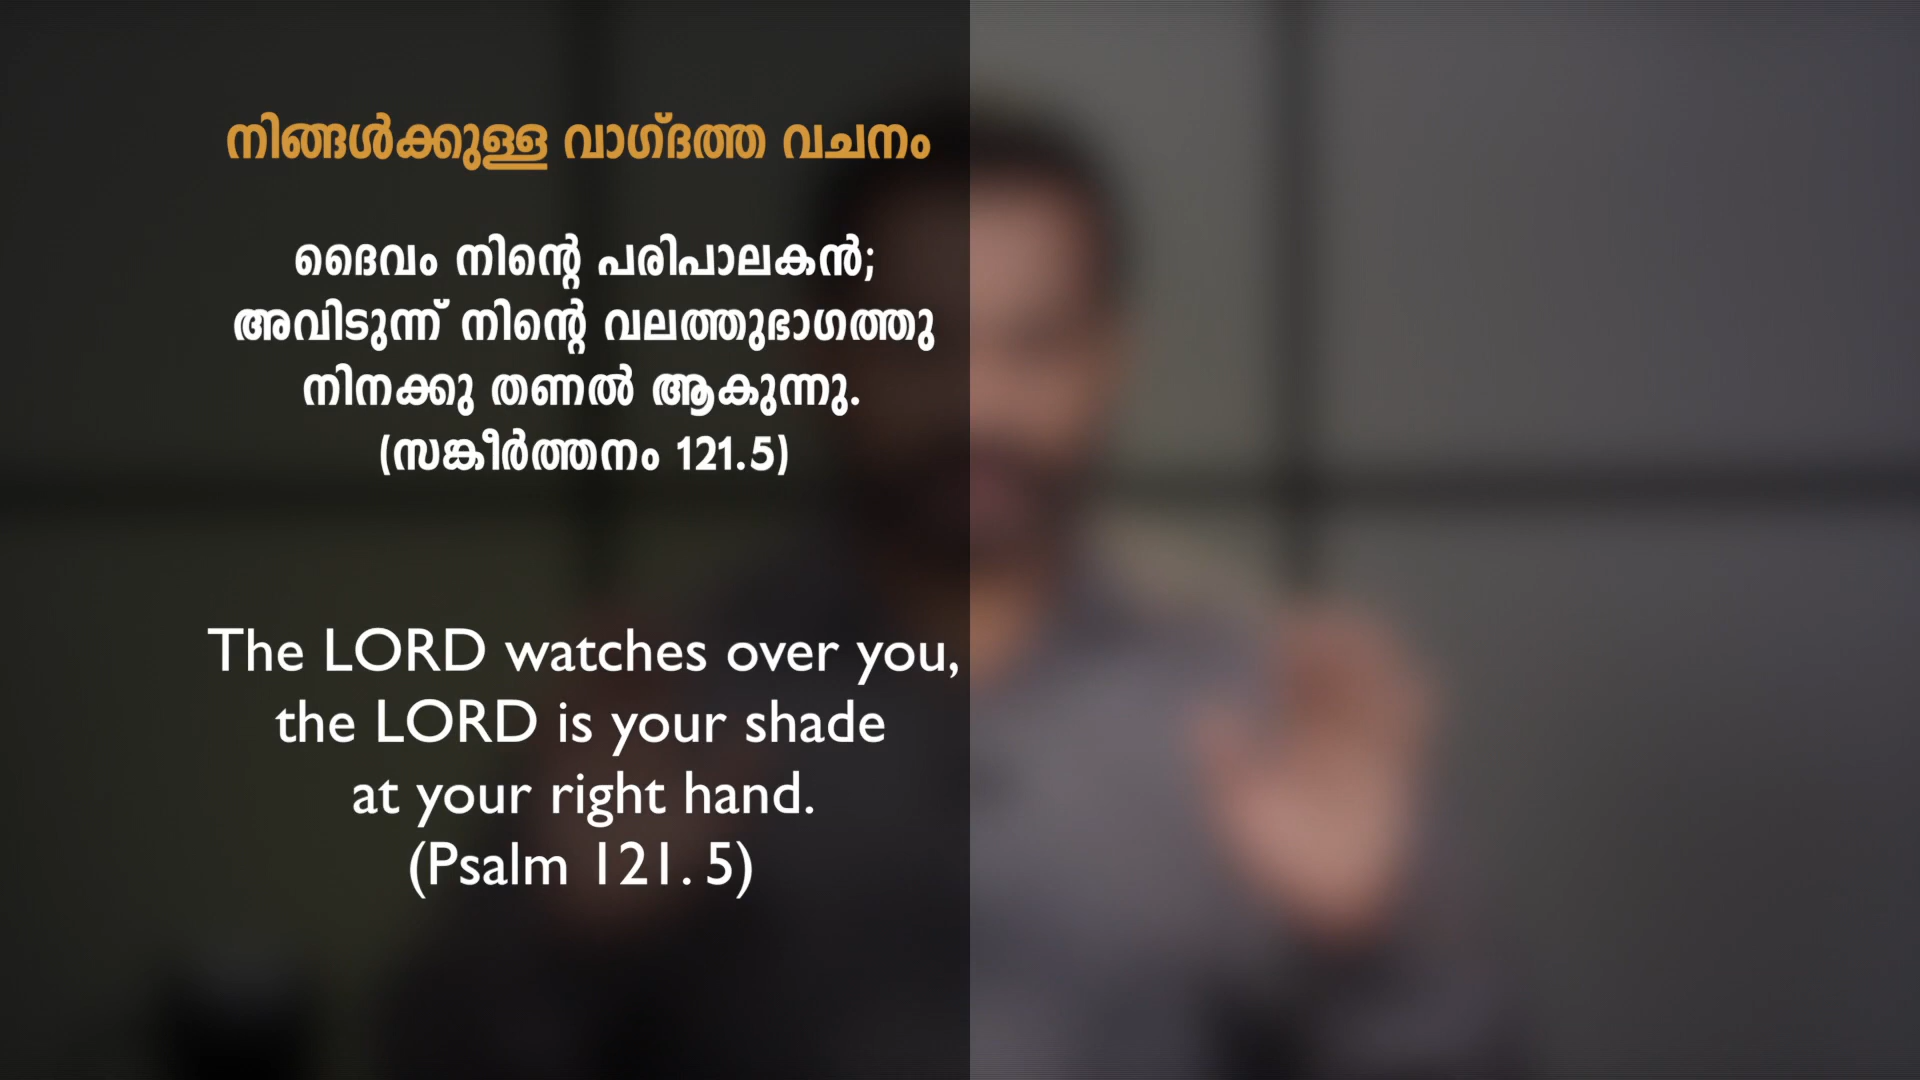 നിങ്ങൾക്കുള്ള വാഗ്ദത്ത വചനം
ദൈവം നിന്റെ പരിപാലകൻ;
അവിടുന്ന് നിന്റെ വലത്തുഭാഗത്തു
നിനക്കു തണൽ ആകുന്നു.
(സങ്കീർത്തനം 121.5)
The LORD watches over you,
the LORD is your shade
at your right hand.
(Psalm 121. 5)